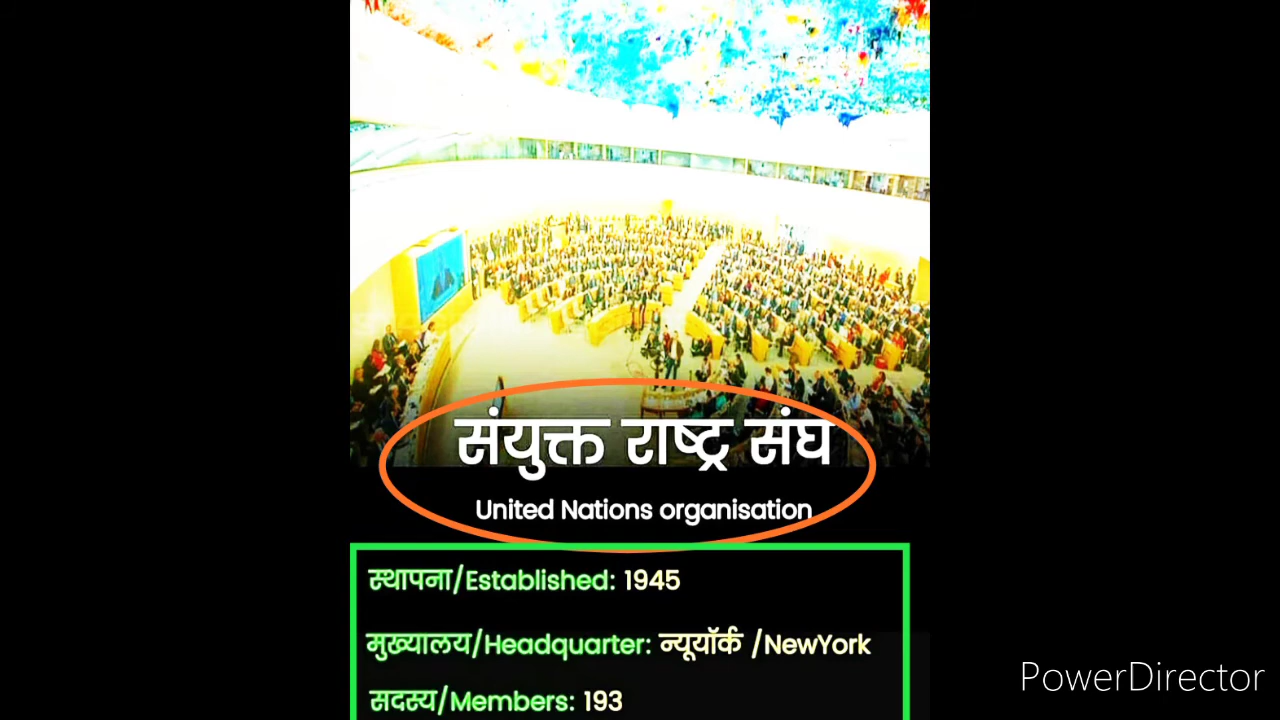 संयुक्त राष्ट्र संघ
United Nations organisation
स्थापना/Established: 1945
मुख्यालय/Headquarter: न्यूयॉर्क /NewYork
सदस्य/Members: 193
PowerDirector